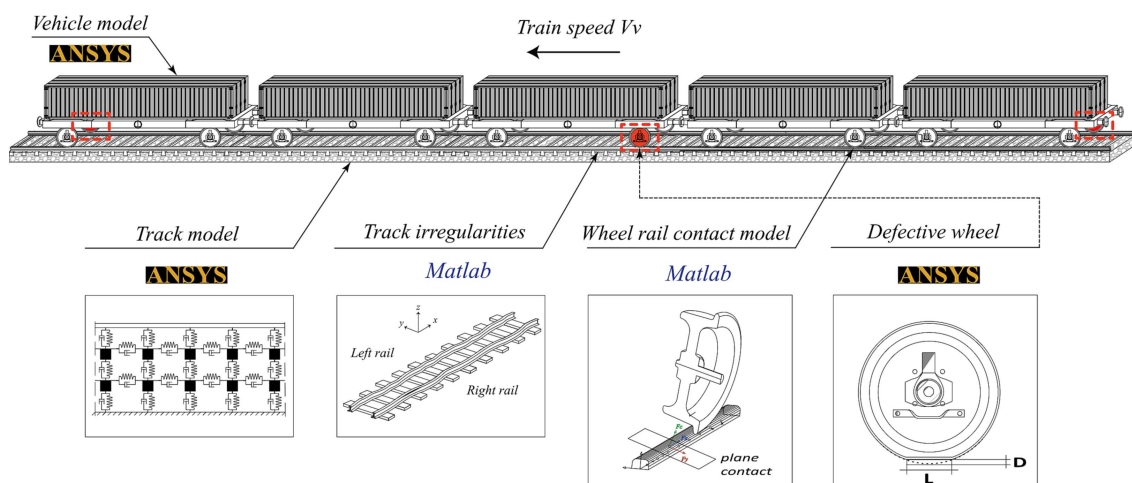 Vehicle model
ANSYS
Train speed Vv
Track model
Track irregularities
Wheel rail contact model
Defective wheel
ANSYS
Matlab
Matlab
ANSYS
z
y
x
Left rail
Right rail
plane
contact
D
L